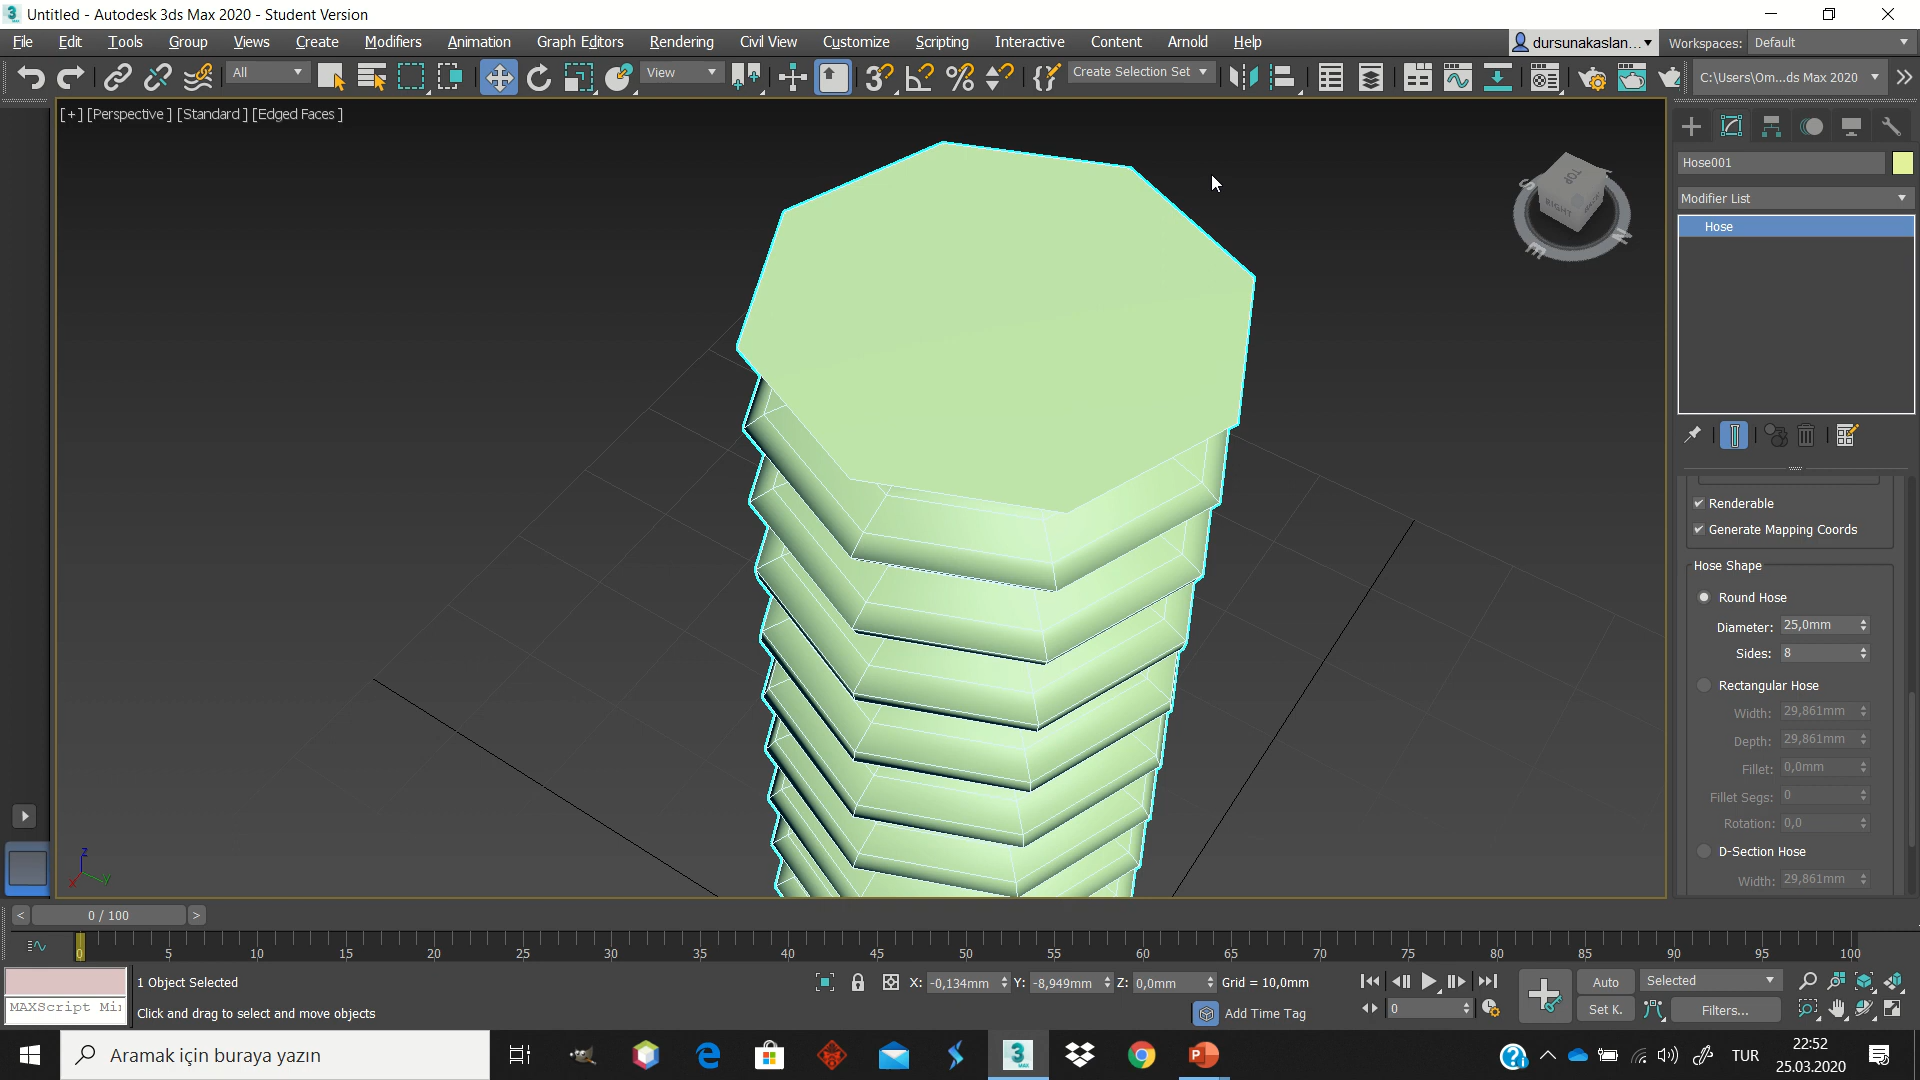 Untitled - Autodesk 3ds Max 2020 - Student Version
File Edit Tools Group Views Create Modifiers Animation Graph Editors Rendering Civil View Customize Scripting Interactive Content Arnold Help
dursunakaslan... Workspaces: Default
All View Create Selection Set C:\Users\Om...ds Max 2020
[+] [Perspective ] [Standard ] [Edged Faces ]
TOP
RIGHT
S
E
N
Hose001
Modifier List
Hose
Renderable
Generate Mapping Coords
Hose Shape
Round Hose
Diameter: 25,0mm
Sides: 8
Rectangular Hose
Width: 29,861mm
Depth: 29,861mm
Fillet: 0,0mm
Fillet Segs: 0
Rotation: 0,0
D-Section Hose
Width: 29,861mm
z
x
y
< 0 / 100 >
0 5 10 15 20 25 30 35 40 45 50 55 60 65 70 75 80 85 90 95 100
1 Object Selected
X: -0,134mm Y: -8,949mm Z: 0,0mm Grid = 10,0mm
Auto Selected
MAXScript Mi
Click and drag to select and move objects
Add Time Tag
0
Set K. Filters...
Aramak için buraya yazın
TUR
22:52
25.03.2020